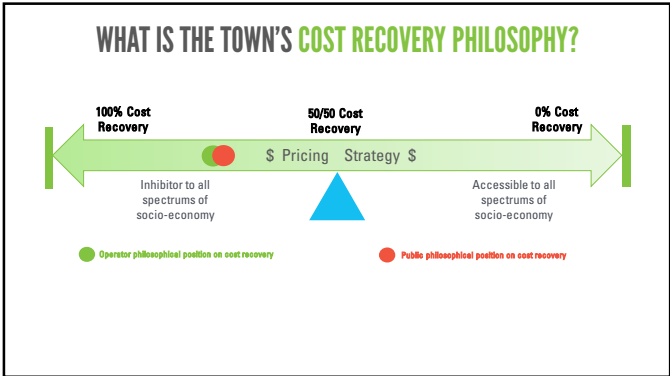 WHAT IS THE TOWN'S COST RECOVERY PHILOSOPHY?
100% Cost
Recovery
50/50 Cost
Recovery
0% Cost
Recovery
$ Pricing Strategy $
Inhibitor to all
spectrums of
socio-economy
Accessible to all
spectrums of
socio-economy
Operator philosophical position on cost recovery
Public philosophical position on cost recovery